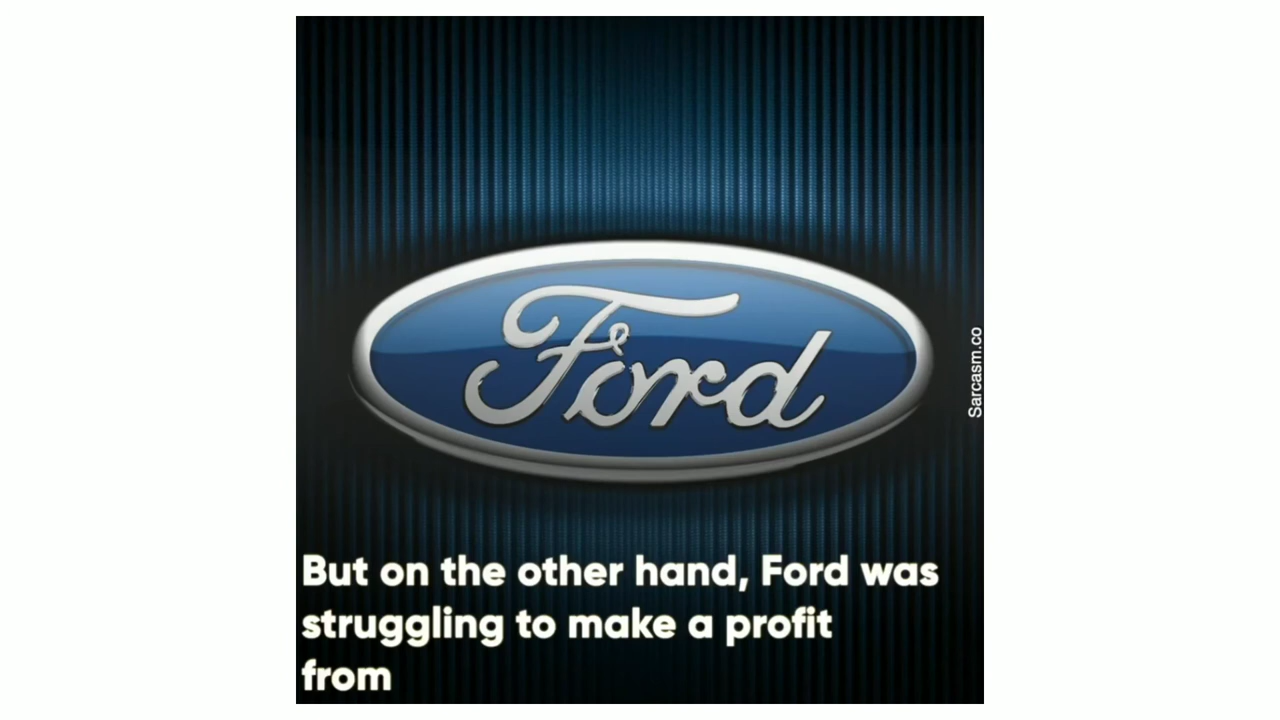 Ford
Sarcasm.co
But on the other hand, Ford was
struggling to make a profit
from